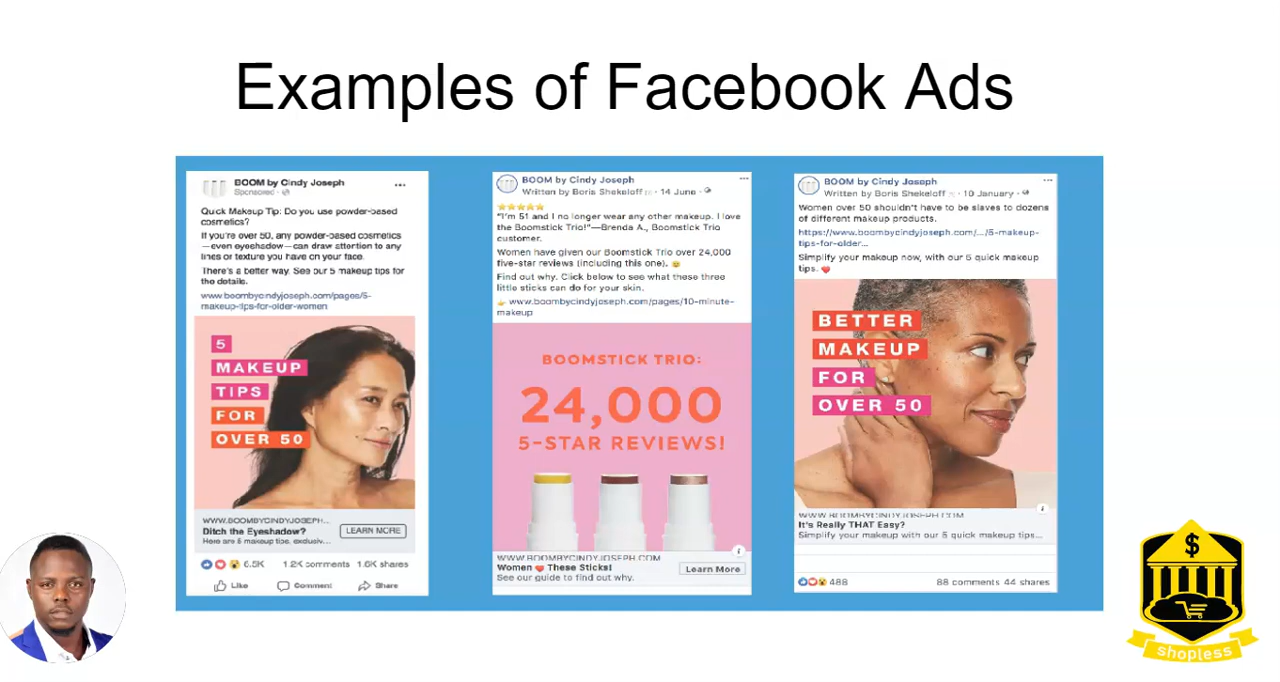 Examples of Facebook Ads
BOOM by Cindy Joseph
Sponsored ·
Quick Makeup Tip: Do you use powder-based
cosmetics?
If you're over 50, any powder-based cosmetics
—even eyeshadow—can draw attention to any
lines or texture you have on your face.
There's a better way. See our 5 makeup tips for
the details.
www.boombycindyjoseph.com/pages/5-
makeup-tips-for-older-women
5
MAKEUP
TIPS
FOR
OVER 50
WWW.BOOMBYCINDYJOSEPH...
Ditch the Eyeshadow?
Here are 5 makeup tips, exclusiv...
LEARN MORE
6.5K 1.2K comments 1.6K shares
Like Comment Share
BOOM by Cindy Joseph
Written by Boris Shekeloff · 14 June ·
"I'm 51 and I no longer wear any other makeup. I love
the Boomstick Trio!"—Brenda A., Boomstick Trio
customer.
Women have given our Boomstick Trio over 24,000
five-star reviews (including this one). 😉
Find out why. Click below to see what these three
little sticks can do for your skin.
👉 www.boombycindyjoseph.com/pages/10-minute-
makeup
BOOMSTICK TRIO:
24,000
5-STAR REVIEWS!
WWW.BOOMBYCINDYJOSEPH.COM
Women ❤ These Sticks!
See our guide to find out why.
Learn More
BOOM by Cindy Joseph
Written by Boris Shekeloff · 10 January ·
Women over 50 shouldn't have to be slaves to dozens
of different makeup products.
https://www.boombycindyjoseph.com/.../5-makeup-
tips-for-older...
Simplify your makeup now, with our 5 quick makeup
tips. ❤
BETTER
MAKEUP
FOR
OVER 50
WWW.BOOMBYCINDYJOSEPH.COM
It's Really THAT Easy?
Simplify your makeup with our 5 quick makeup tips...
488 88 comments 44 shares
$
shopless